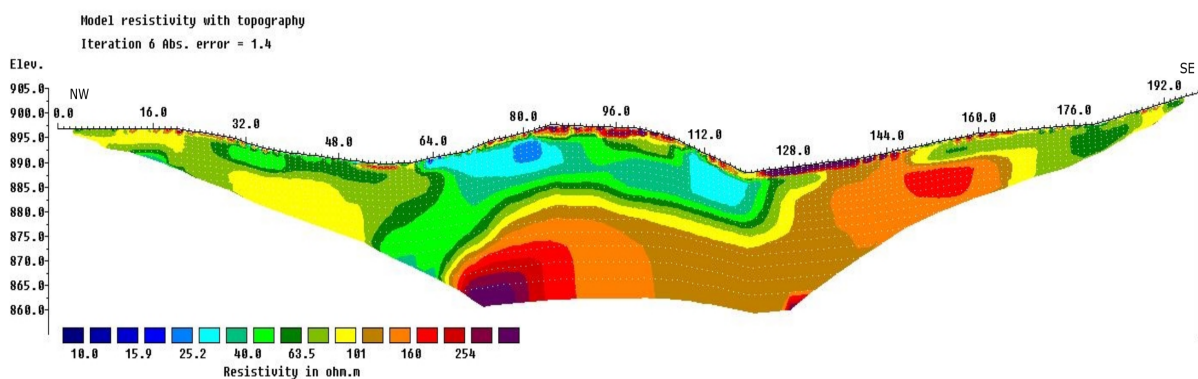 Model resistivity with topography
Iteration 6 Abs. error = 1.4
Elev.
NW
SE
905.0
900.0
895.0
890.0
885.0
880.0
875.0
870.0
865.0
860.0
0.0 16.0 32.0 48.0 64.0 80.0 96.0 112.0 128.0 144.0 160.0 176.0 192.0
10.0 15.9 25.2 40.0 63.5 101 160 254
Resistivity in ohm.m